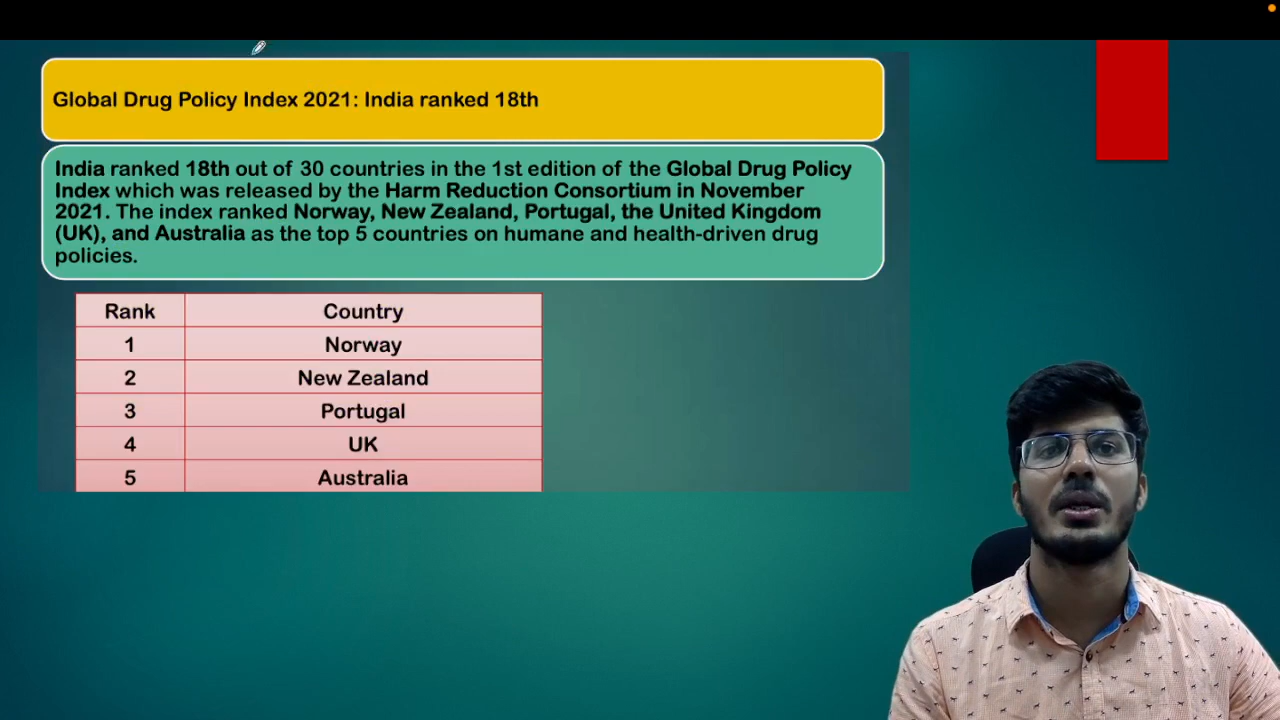 Global Drug Policy Index 2021: India ranked 18th
India ranked 18th out of 30 countries in the 1st edition of the Global Drug Policy
Index which was released by the Harm Reduction Consortium in November
2021. The index ranked Norway, New Zealand, Portugal, the United Kingdom
(UK), and Australia as the top 5 countries on humane and health-driven drug
policies.
Rank Country
1 Norway
2 New Zealand
3 Portugal
4 UK
5 Australia